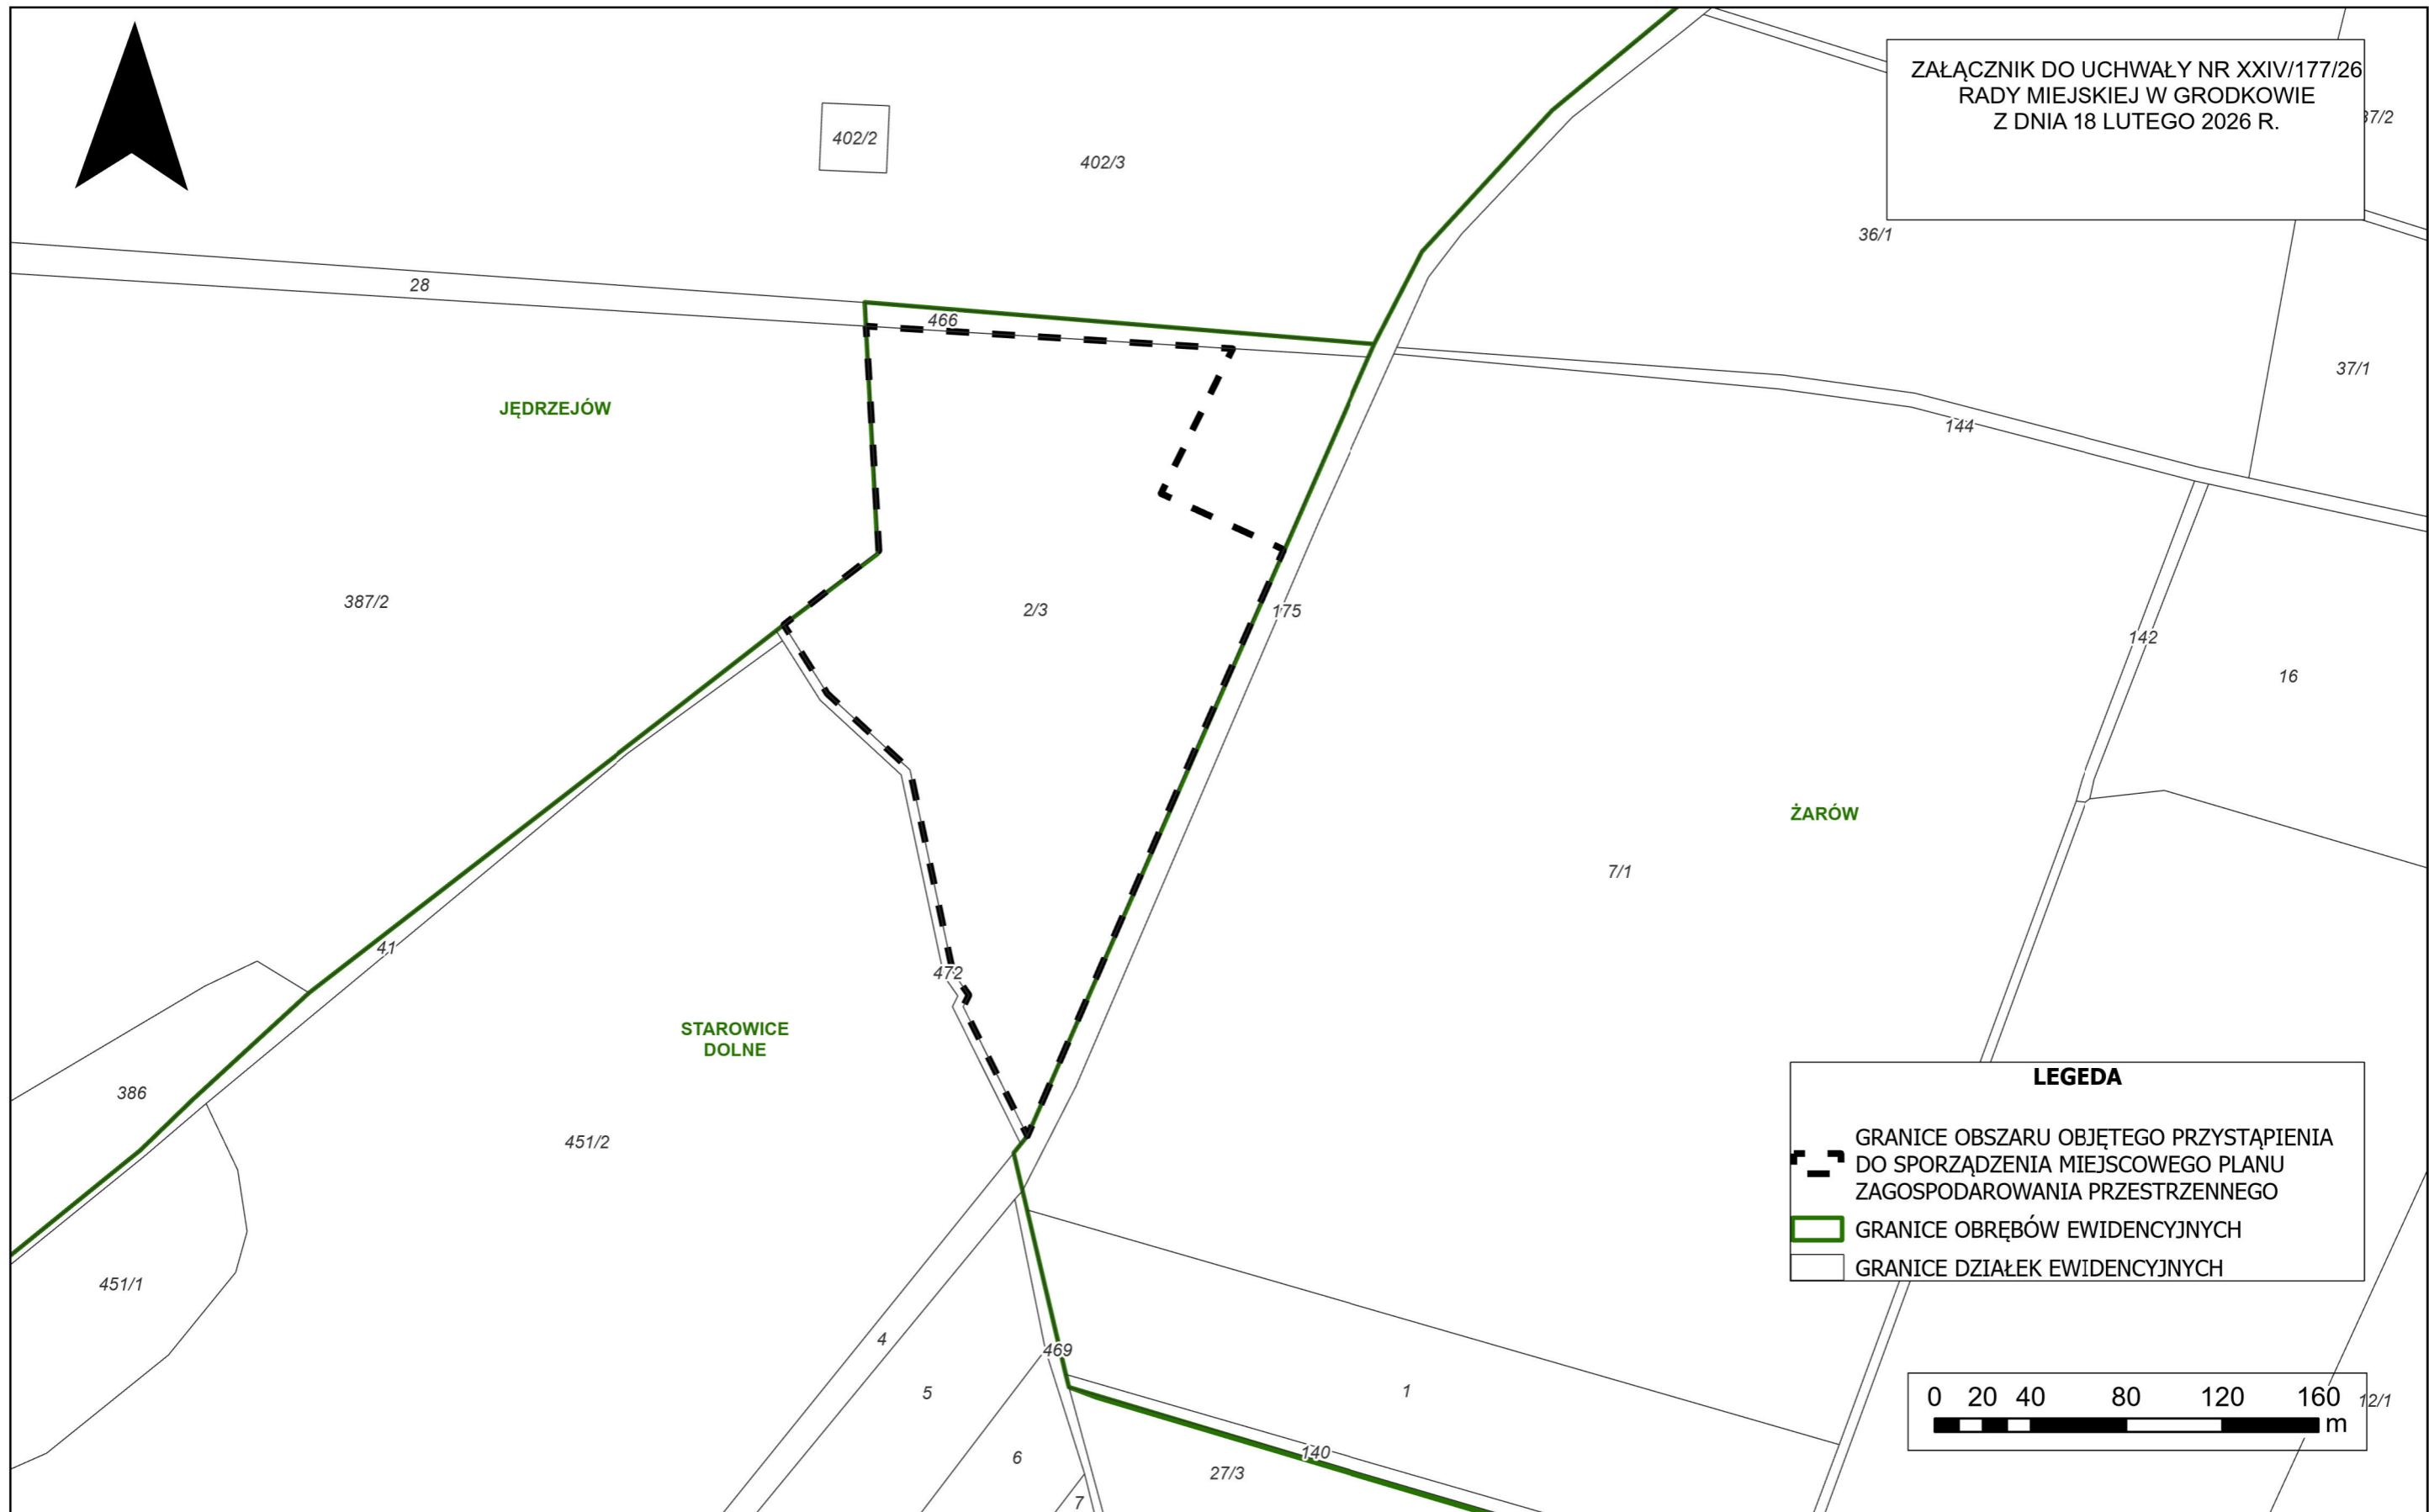 ZAŁĄCZNIK DO UCHWAŁY NR XXIV/177/26
RADY MIEJSKIEJ W GRODKOWIE
Z DNIA 18 LUTEGO 2026 R.
37/2
402/2
402/3
36/1
28
466
37/1
JĘDRZEJÓW
144
387/2
2/3
175
142
16
ŻARÓW
7/1
41
472
STAROWICE
DOLNE
386
451/2
451/1
LEGEDA
GRANICE OBSZARU OBJĘTEGO PRZYSTĄPIENIA
DO SPORZĄDZENIA MIEJSCOWEGO PLANU
ZAGOSPODAROWANIA PRZESTRZENNEGO
GRANICE OBRĘBÓW EWIDENCYJNYCH
GRANICE DZIAŁEK EWIDENCYJNYCH
4
469
5
1
6
140
27/3
7
0 20 40 80 120 160
m
12/1